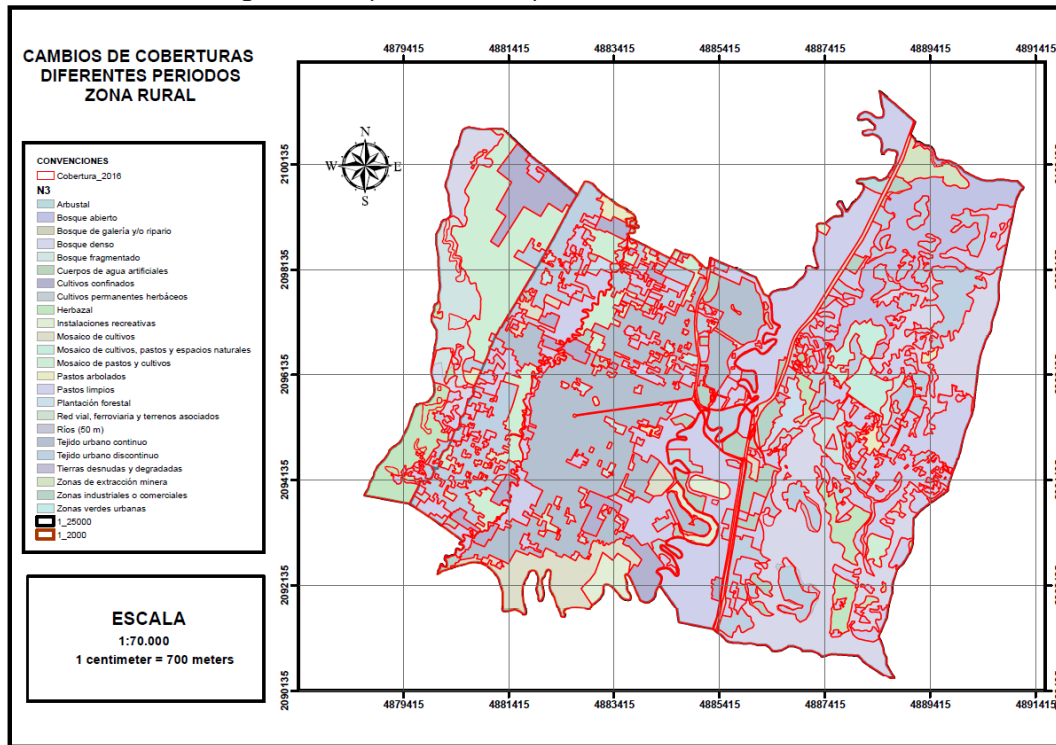 CAMBIOS DE COBERTURAS
DIFERENTES PERIODOS
ZONA RURAL
CONVENCIONES
Cobertura_2016
N3
Arbustal
Bosque abierto
Bosque de galería y/o ripario
Bosque denso
Bosque fragmentado
Cuerpos de agua artificiales
Cultivos confinados
Cultivos permanentes herbáceos
Herbazal
Instalaciones recreativas
Mosaico de cultivos
Mosaico de cultivos, pastos y espacios naturales
Mosaico de pastos y cultivos
Pastos arbolados
Pastos limpios
Plantación forestal
Red vial, ferroviaria y terrenos asociados
Ríos (50 m)
Tejido urbano continuo
Tejido urbano discontinuo
Tierras desnudas y degradadas
Zonas de extracción minera
Zonas industriales o comerciales
Zonas verdes urbanas
1_25000
1_2000
ESCALA
1:70.000
1 centimeter = 700 meters
4879415 4881415 4883415 4885415 4887415 4889415 4891415
N
W E
S
2100135
2098135
2096135
2094135
2092135
2090135
4879415 4881415 4883415 4885415 4887415 4889415 4891415